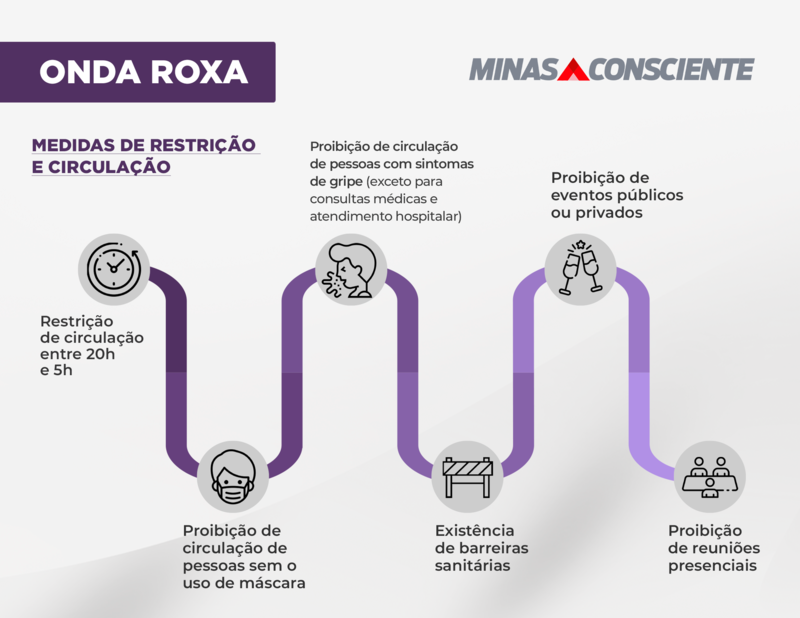 ONDA ROXA
MINAS CONSCIENTE
MEDIDAS DE RESTRIÇÃO
E CIRCULAÇÃO
Restrição
de circulação
entre 20h
e 5h
Proibição de
circulação de
pessoas sem o
uso de máscara
Proibição de circulação
de pessoas com sintomas
de gripe (exceto para
consultas médicas e
atendimento hospitalar)
Existência
de barreiras
sanitárias
Proibição de
eventos públicos
ou privados
Proibição
de reuniões
presenciais